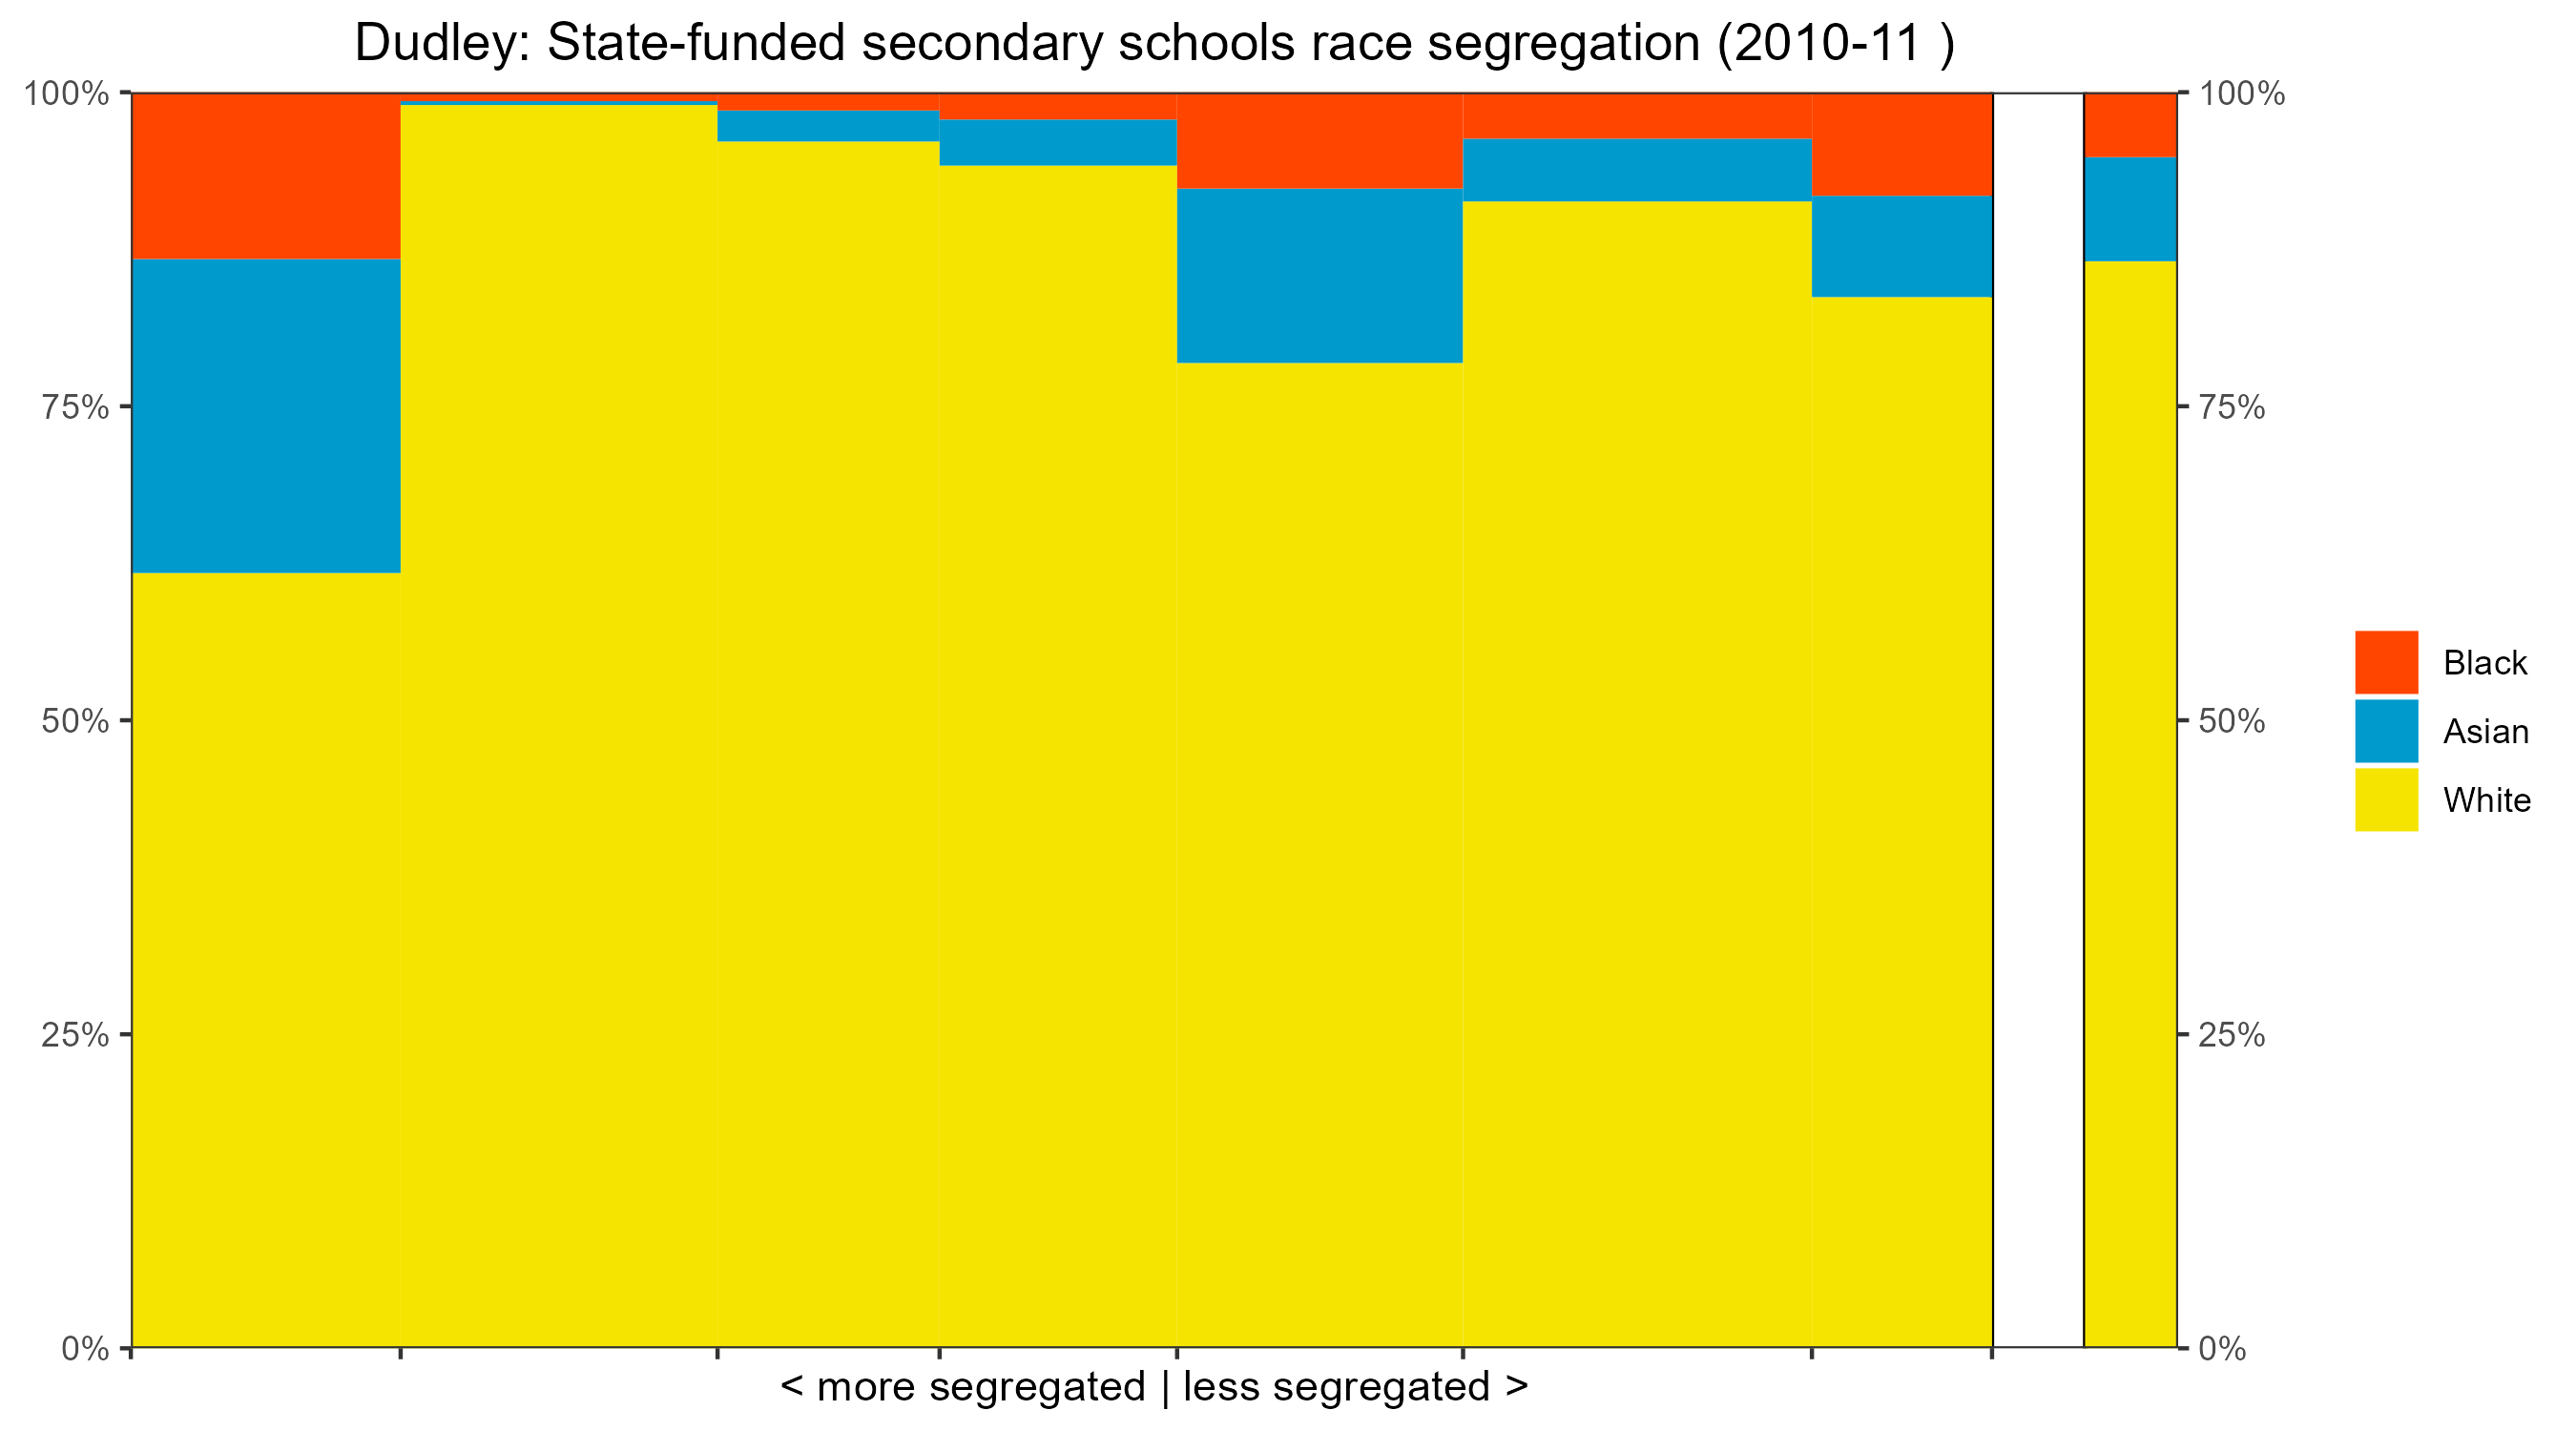 Dudley: State-funded secondary schools race segregation (2010-11 )
100%
75%
50%
25%
0%
100%
75%
50%
25%
0%
Black
Asian
White
< more segregated | less segregated >